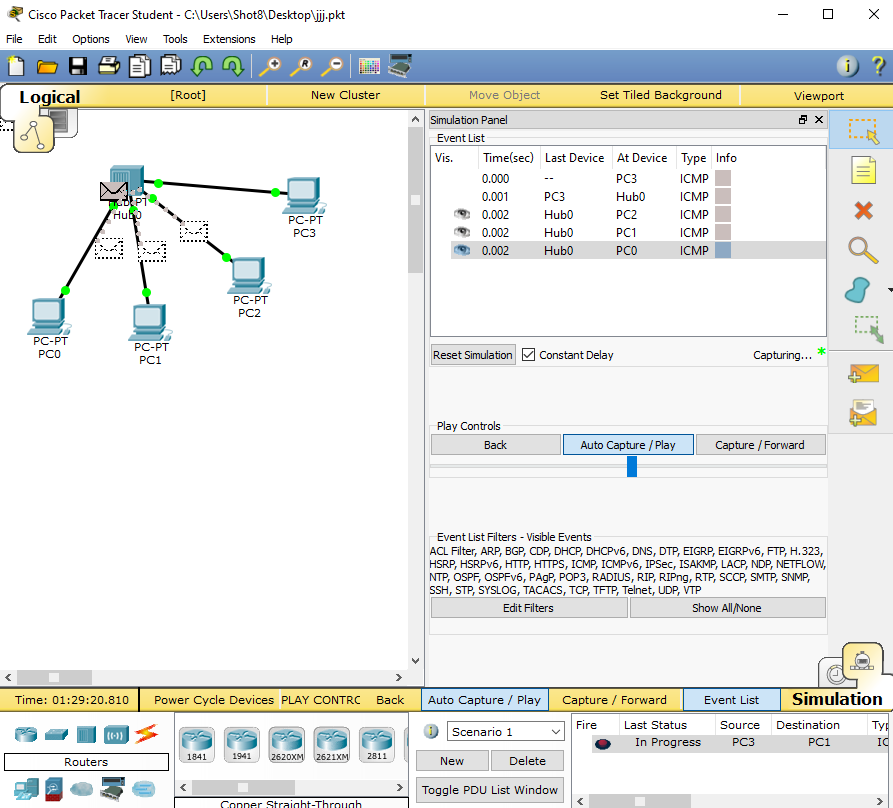 Cisco Packet Tracer Student - C:\Users\Shot8\Desktop\jjj.pkt
File Edit Options View Tools Extensions Help
Logical [Root] New Cluster Move Object Set Tiled Background Viewport
Simulation Panel
Event List
Vis. Time(sec) Last Device At Device Type Info
0.000 -- PC3 ICMP
0.001 PC3 Hub0 ICMP
0.002 Hub0 PC2 ICMP
0.002 Hub0 PC1 ICMP
0.002 Hub0 PC0 ICMP
Hub-PT
Hub0
PC-PT
PC3
PC-PT
PC2
PC-PT
PC0
PC-PT
PC1
Reset Simulation Constant Delay Capturing... *
Play Controls
Back Auto Capture / Play Capture / Forward
Event List Filters - Visible Events
ACL Filter, ARP, BGP, CDP, DHCP, DHCPv6, DNS, DTP, EIGRP, EIGRPv6, FTP, H.323,
HSRP, HSRPv6, HTTP, HTTPS, ICMP, ICMPv6, IPSec, ISAKMP, LACP, NDP, NETFLOW,
NTP, OSPF, OSPFv6, PAgP, POP3, RADIUS, RIP, RIPng, RTP, SCCP, SMTP, SNMP,
SSH, STP, SYSLOG, TACACS, TCP, TFTP, Telnet, UDP, VTP
Edit Filters Show All/None
Time: 01:29:20.810 Power Cycle Devices PLAY CONTRC Back Auto Capture / Play Capture / Forward Event List Simulation
Routers
1841 1941 2620XM 2621XM 2811
Copper Straight-Through
Scenario 1
New Delete
Toggle PDU List Window
Fire Last Status Source Destination Typ
In Progress PC3 PC1 IC